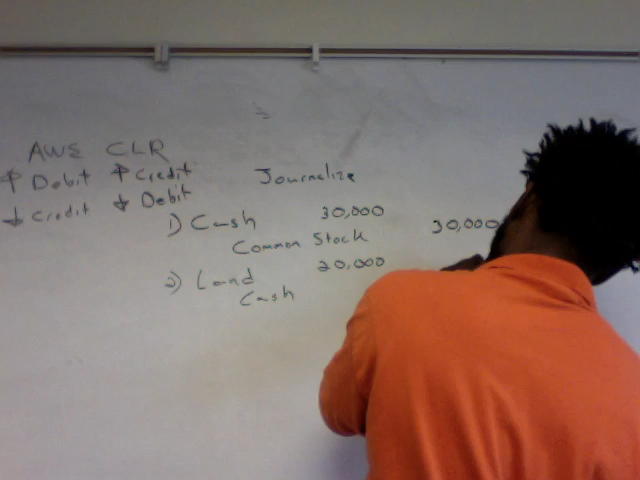 AWE CLR
↑ Debit ↑ Credit
↓ Credit ↓ Debit
Journalize
1) Cash 30,000
Common Stock 30,000
2) Land 20,000
Cash